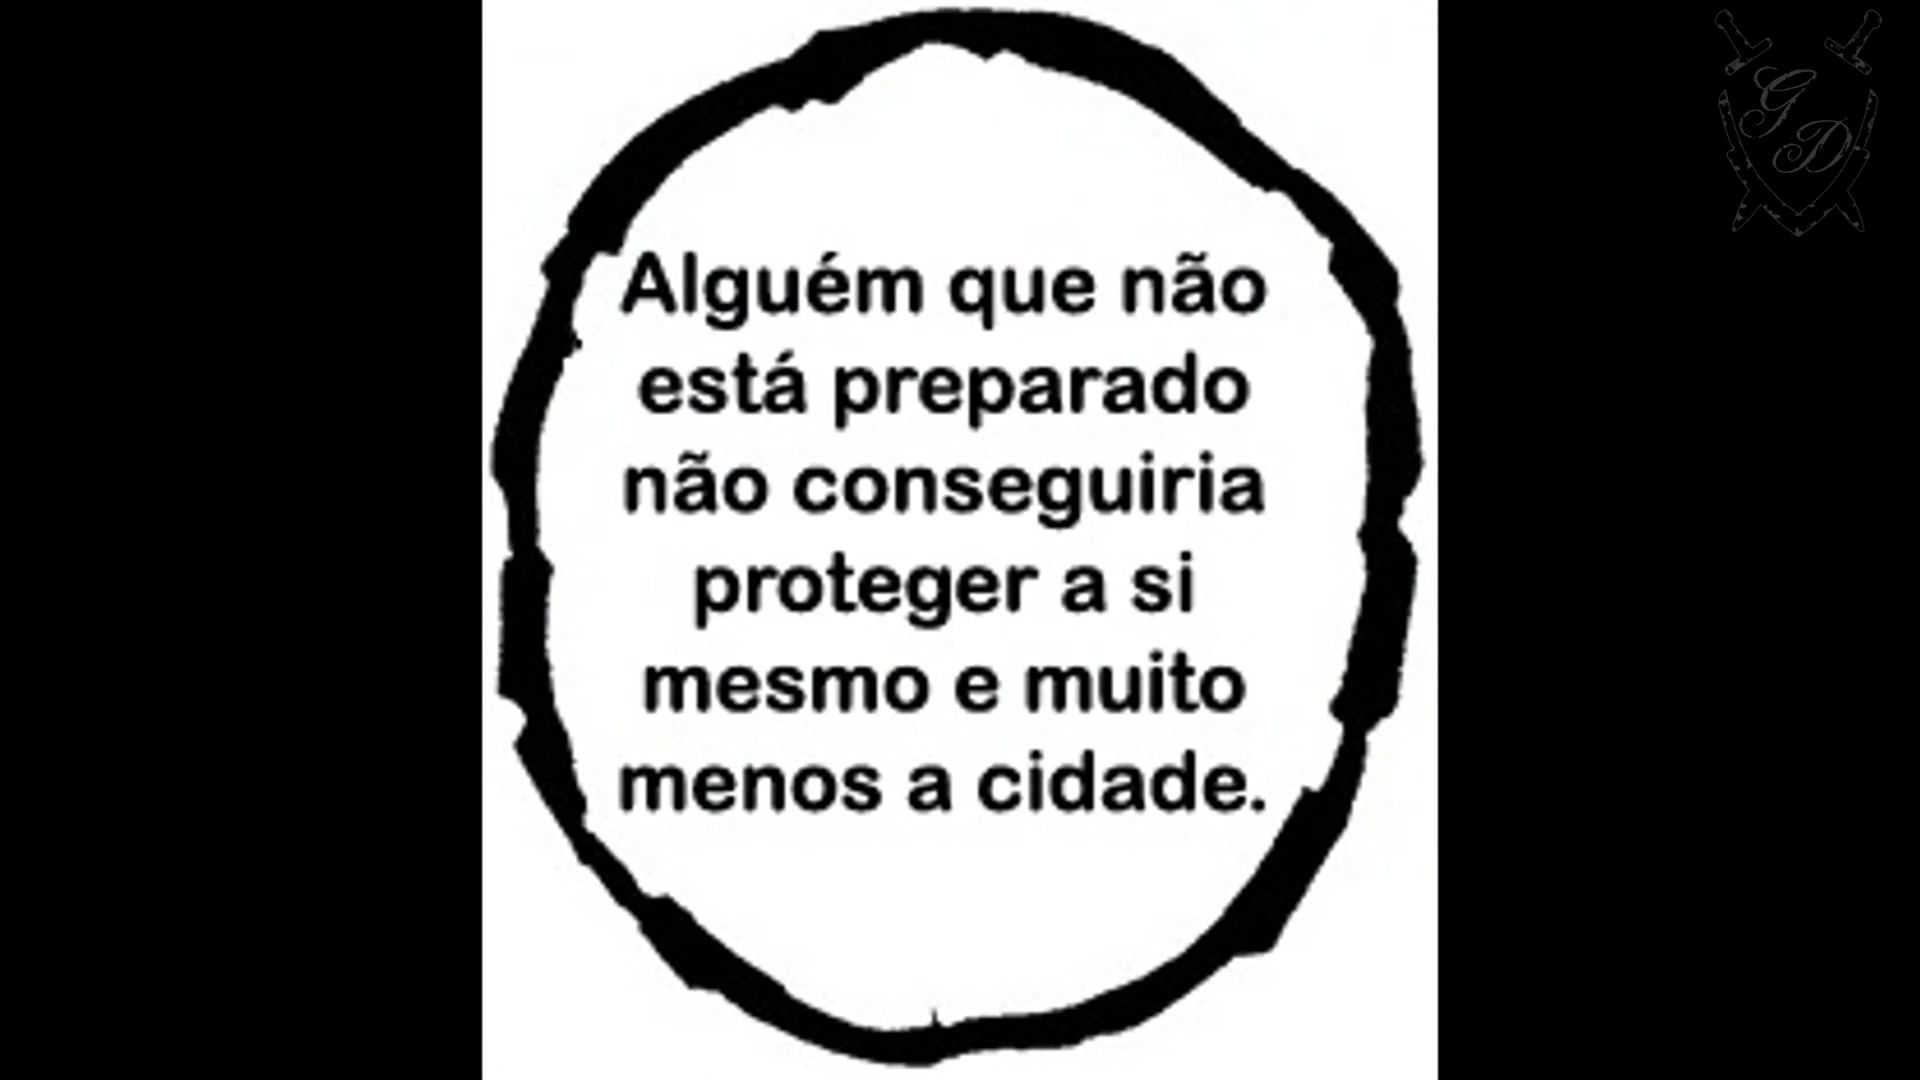 Alguém que não
está preparado
não conseguiria
proteger a si
mesmo e muito
menos a cidade.
G
D